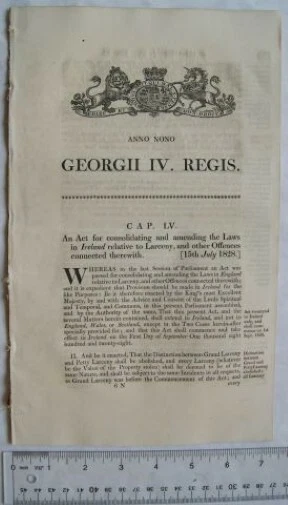 ANNO NONO
GEORGII IV. REGIS.
CAP. LV.
An Act for consolidating and amending the Laws
in Ireland relative to Larceny, and other Offences
connected therewith. [15th July 1828.]
WHEREAS in the last Session of Parliament an Act was
passed for consolidating and amending the Laws in England
relative to Larceny, and other Offences connected therewith;
and it is expedient that Provision should be made in Ireland for
the like Purposes: Be it therefore enacted by the King's most Excellent
Majesty, by and with the Advice and Consent of the Lords Spiritual
and Temporal, and Commons, in this present Parliament assembled,
and by the Authority of the same, That the present Act, and the
several Matters herein contained, shall extend to Ireland, and not to
England, Wales, or Scotland, except in the Two Cases herein-after
specially provided for; and that this Act shall commence and take
effect in Ireland on the First Day of September One thousand eight
hundred and twenty-eight.
II. And be it enacted, That the Distinction between Grand Larceny
and Petty Larceny shall be abolished, and every Larceny (whatever
be the Value of the Property stolen) shall be deemed to be of the
same Nature, and shall be subject to the same Incidents in all respects,
as Grand Larceny was before the Commencement of this Act; and
6 N
every
mm
1 2 3 4 5 6 7